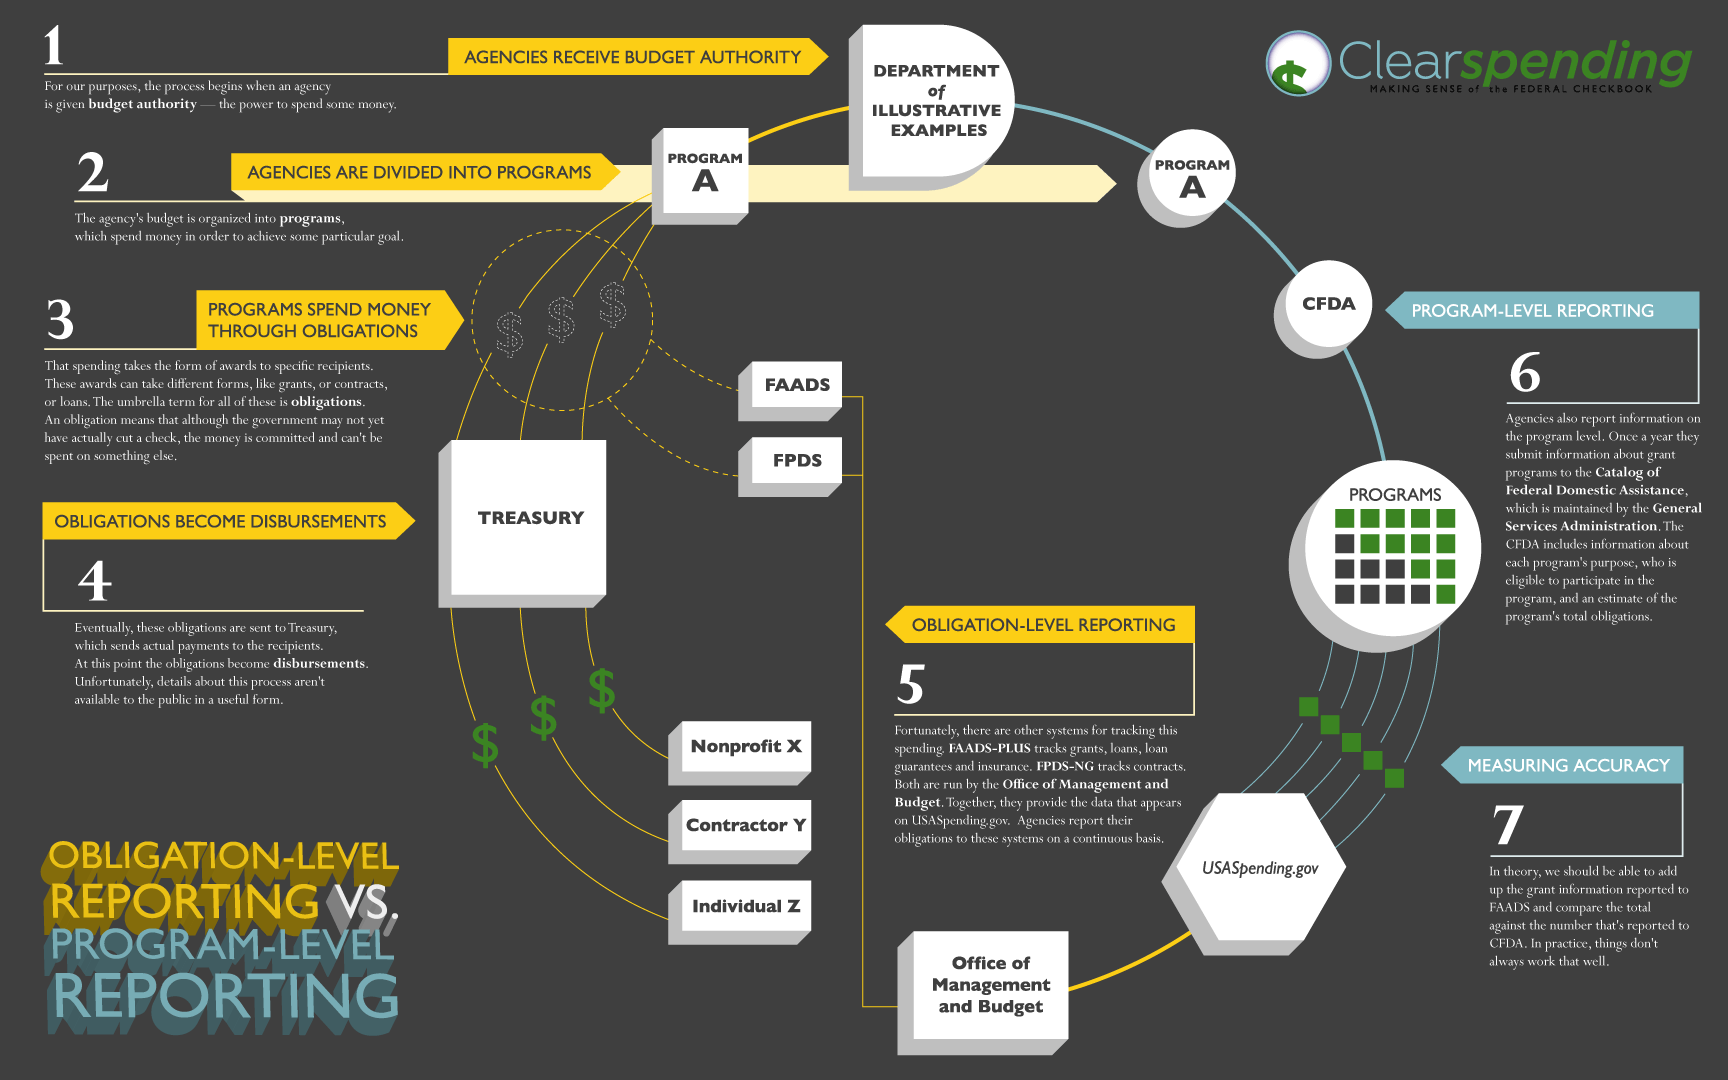 1
AGENCIES RECEIVE BUDGET AUTHORITY
For our purposes, the process begins when an agency
is given budget authority — the power to spend some money.
DEPARTMENT
of
ILLUSTRATIVE
EXAMPLES
Clearspending
MAKING SENSE of the FEDERAL CHECKBOOK
2
AGENCIES ARE DIVIDED INTO PROGRAMS
The agency's budget is organized into programs,
which spend money in order to achieve some particular goal.
PROGRAM
A
PROGRAM
A
3
PROGRAMS SPEND MONEY
THROUGH OBLIGATIONS
That spending takes the form of awards to specific recipients.
These awards can take different forms, like grants, or contracts,
or loans. The umbrella term for all of these is obligations.
An obligation means that although the government may not yet
have actually cut a check, the money is committed and can't be
spent on something else.
$
$
$
FAADS
FPDS
4
OBLIGATIONS BECOME DISBURSEMENTS
Eventually, these obligations are sent to Treasury,
which sends actual payments to the recipients.
At this point the obligations become disbursements.
Unfortunately, details about this process aren't
available to the public in a useful form.
TREASURY
$
$
$
Nonprofit X
Contractor Y
Individual Z
OBLIGATION-LEVEL REPORTING
5
Fortunately, there are other systems for tracking this
spending. FAADS-PLUS tracks grants, loans, loan
guarantees and insurance. FPDS-NG tracks contracts.
Both are run by the Office of Management and
Budget. Together, they provide the data that appears
on USASpending.gov. Agencies report their
obligations to these systems on a continuous basis.
Office of
Management
and Budget
USASpending.gov
CFDA
PROGRAM-LEVEL REPORTING
6
Agencies also report information on
the program level. Once a year they
submit information about grant
programs to the Catalog of
Federal Domestic Assistance,
which is maintained by the General
Services Administration. The
CFDA includes information about
each program's purpose, who is
eligible to participate in the
program, and an estimate of the
program's total obligations.
PROGRAMS
MEASURING ACCURACY
7
In theory, we should be able to add
up the grant information reported to
FAADS and compare the total
against the number that's reported to
CFDA. In practice, things don't
always work that well.
OBLIGATION-LEVEL
REPORTING VS.
PROGRAM-LEVEL
REPORTING